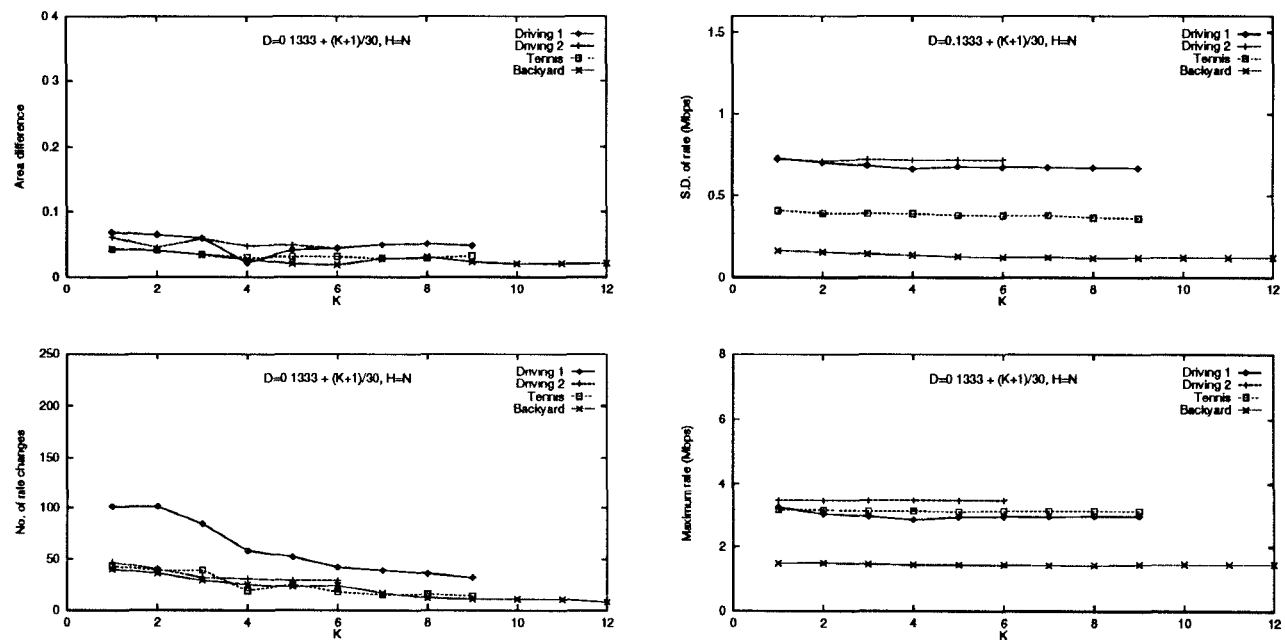 0.4
0 3
0.2
0.1
0
Area difference
D=0 1333 + (K+1)/30, H=N
Driving 1
Driving 2
Tennis
Backyard
0 2 4 6 8 10 12
K
1.5
1
0.5
0
S.D. of rate (Mbps)
D=0.1333 + (K+1)/30, H=N
Driving 1
Driving 2
Tennis
Backyard
0 2 4 6 8 10 12
K
250
200
150
100
50
0
No. of rate changes
D=0 1333 + (K+1)/30, H=N
Driving 1
Driving 2
Tennis
Backyard
0 2 4 6 8 10 12
K
8
6
4
2
0
Maximum rate (Mbps)
D=0 1333 + (K+1)/30, H=N
Driving 1
Driving 2
Tennis
Backyard
0 2 4 6 8 10 12
K